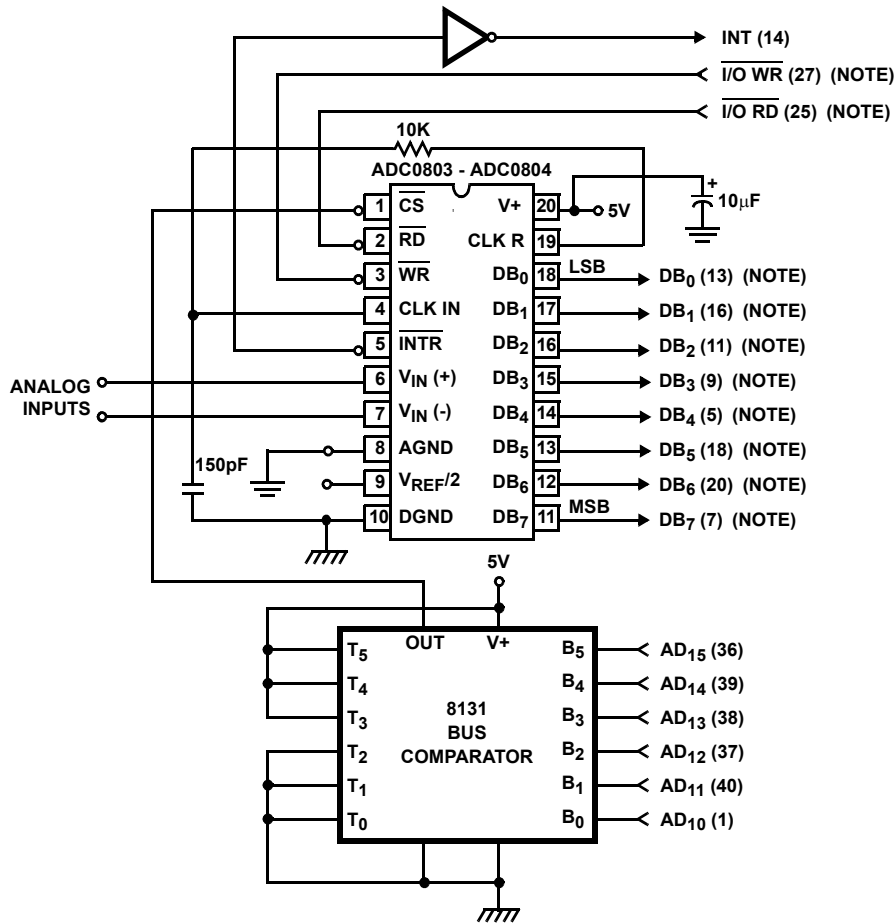 INT (14)
I/O WR (27) (NOTE)
I/O RD (25) (NOTE)
10K
ADC0803 - ADC0804
1 CS V+ 20 5V + 10µF
2 RD CLK R 19
3 WR DB0 18 LSB DB0 (13) (NOTE)
4 CLK IN DB1 17 DB1 (16) (NOTE)
5 INTR DB2 16 DB2 (11) (NOTE)
ANALOG INPUTS
6 VIN (+) DB3 15 DB3 (9) (NOTE)
7 VIN (-) DB4 14 DB4 (5) (NOTE)
8 AGND DB5 13 DB5 (18) (NOTE)
150pF
9 VREF/2 DB6 12 DB6 (20) (NOTE)
10 DGND DB7 11 MSB DB7 (7) (NOTE)
5V
OUT V+
T5 B5 AD15 (36)
T4 B4 AD14 (39)
T3 B3 AD13 (38)
8131
BUS
COMPARATOR
T2 B2 AD12 (37)
T1 B1 AD11 (40)
T0 B0 AD10 (1)